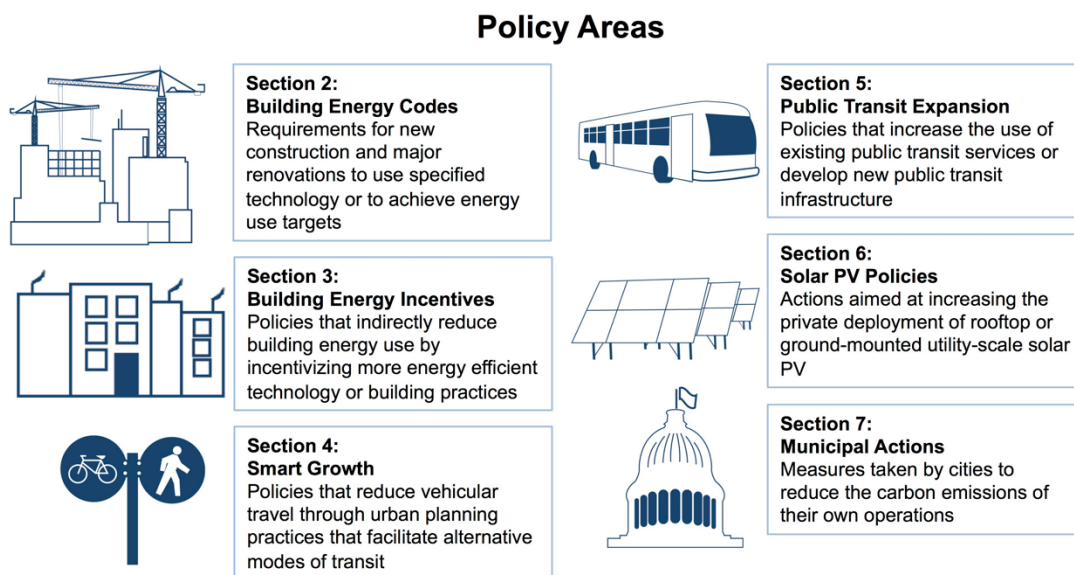 Policy Areas
Section 2:
Building Energy Codes
Requirements for new
construction and major
renovations to use specified
technology or to achieve energy
use targets
Section 3:
Building Energy Incentives
Policies that indirectly reduce
building energy use by
incentivizing more energy efficient
technology or building practices
Section 4:
Smart Growth
Policies that reduce vehicular
travel through urban planning
practices that facilitate alternative
modes of transit
Section 5:
Public Transit Expansion
Policies that increase the use of
existing public transit services or
develop new public transit
infrastructure
Section 6:
Solar PV Policies
Actions aimed at increasing the
private deployment of rooftop or
ground-mounted utility-scale solar
PV
Section 7:
Municipal Actions
Measures taken by cities to
reduce the carbon emissions of
their own operations